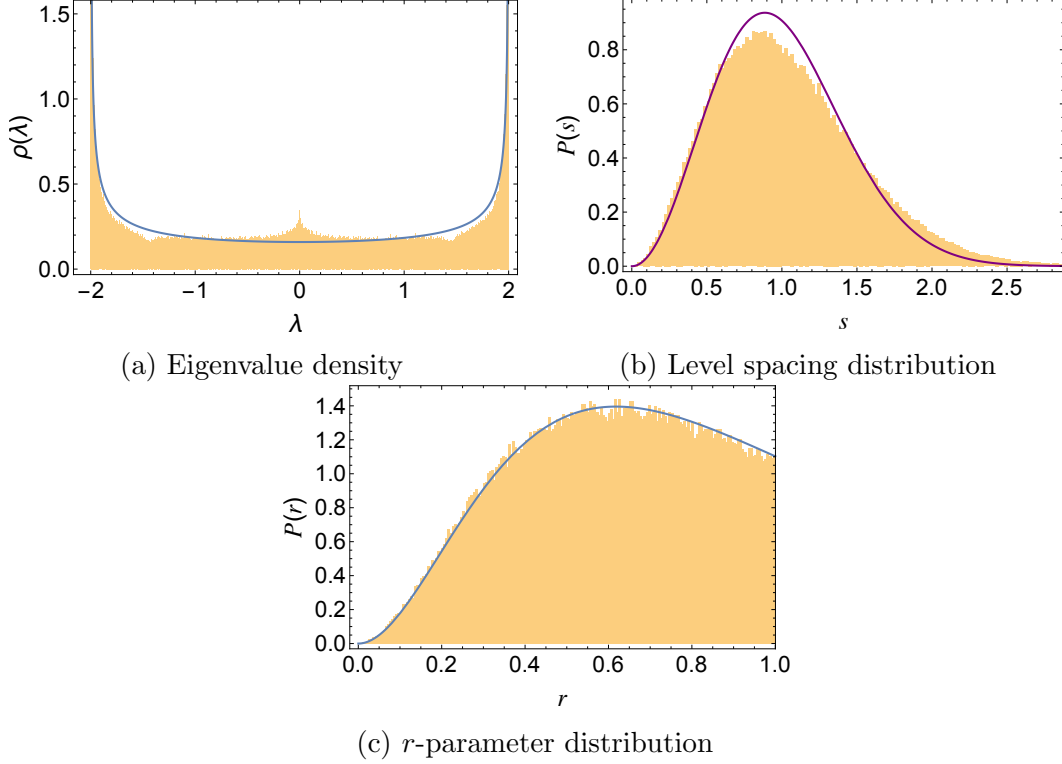 1.5
1.0
0.5
0.0
ρ(λ)
−2 −1 0 1 2
λ
(a) Eigenvalue density
0.8
0.6
0.4
0.2
0.0
P(s)
0.0 0.5 1.0 1.5 2.0 2.5
s
(b) Level spacing distribution
1.4
1.2
1.0
0.8
0.6
0.4
0.2
0.0
P(r)
0.0 0.2 0.4 0.6 0.8 1.0
r
(c) r-parameter distribution